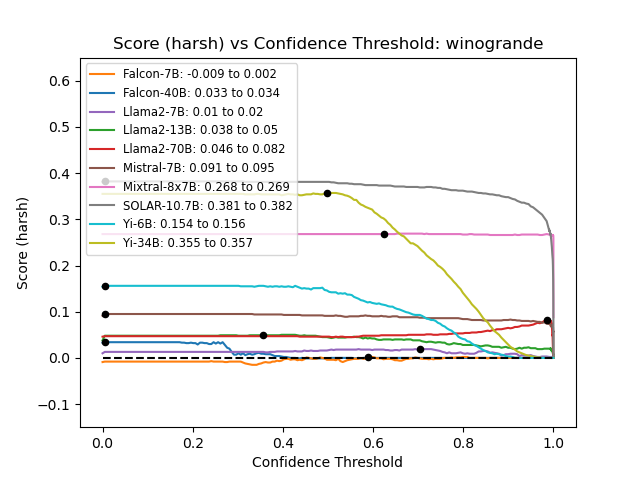 Score (harsh) vs Confidence Threshold: winogrande
Falcon-7B: -0.009 to 0.002
Falcon-40B: 0.033 to 0.034
Llama2-7B: 0.01 to 0.02
Llama2-13B: 0.038 to 0.05
Llama2-70B: 0.046 to 0.082
Mistral-7B: 0.091 to 0.095
Mixtral-8x7B: 0.268 to 0.269
SOLAR-10.7B: 0.381 to 0.382
Yi-6B: 0.154 to 0.156
Yi-34B: 0.355 to 0.357
Score (harsh)
0.6
0.5
0.4
0.3
0.2
0.1
0.0
−0.1
0.0 0.2 0.4 0.6 0.8 1.0
Confidence Threshold